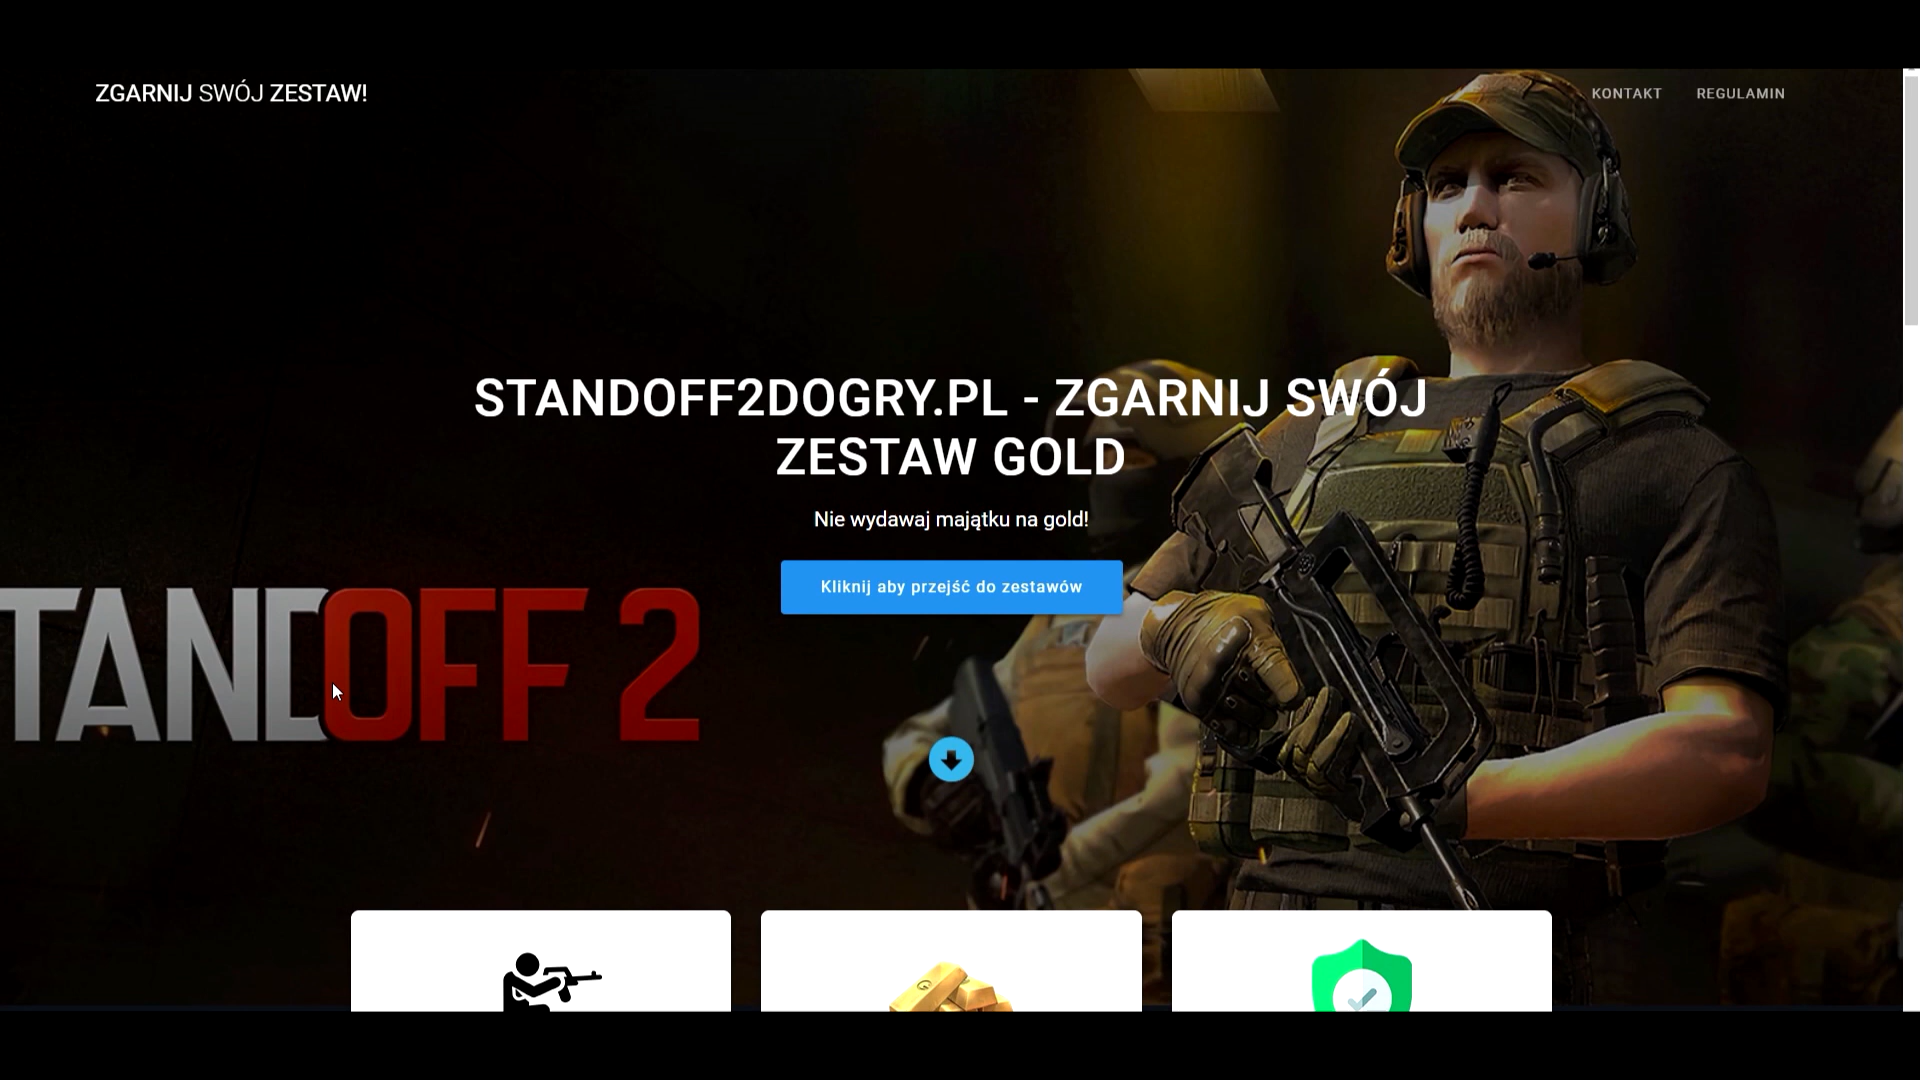 ZGARNIJ SWÓJ ZESTAW!
KONTAKT
REGULAMIN
STANDOFF2DOGRY.PL - ZGARNIJ SWÓJ
ZESTAW GOLD
Nie wydawaj majątku na gold!
Kliknij aby przejść do zestawów
TANDOFF 2